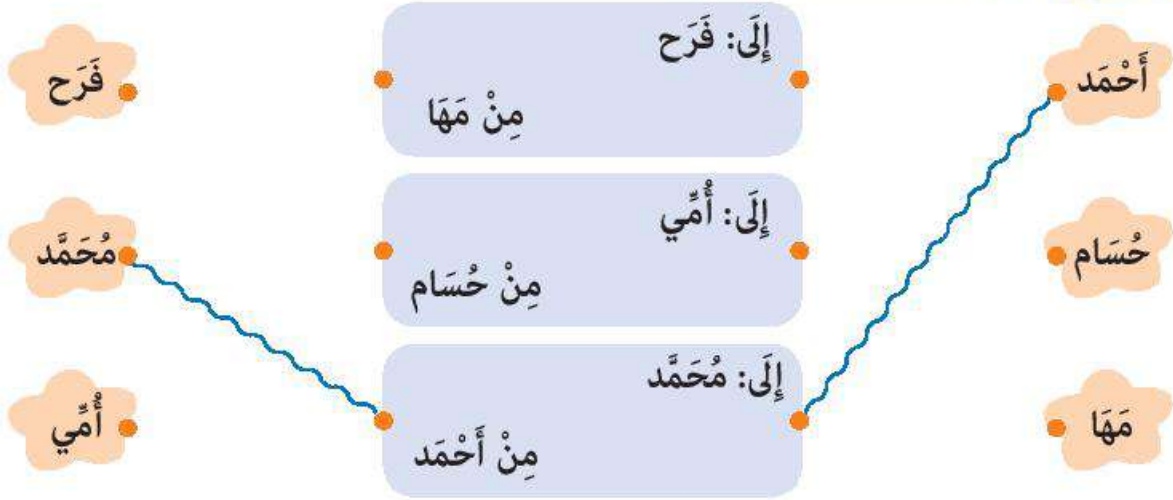 أَحْمَد
إِلَى: فَرَح
مِنْ مَهَا
فَرَح
حُسَام
إِلَى: أُمِّي
مِنْ حُسَام
مُحَمَّد
مَهَا
إِلَى: مُحَمَّد
مِنْ أَحْمَد
أُمِّي